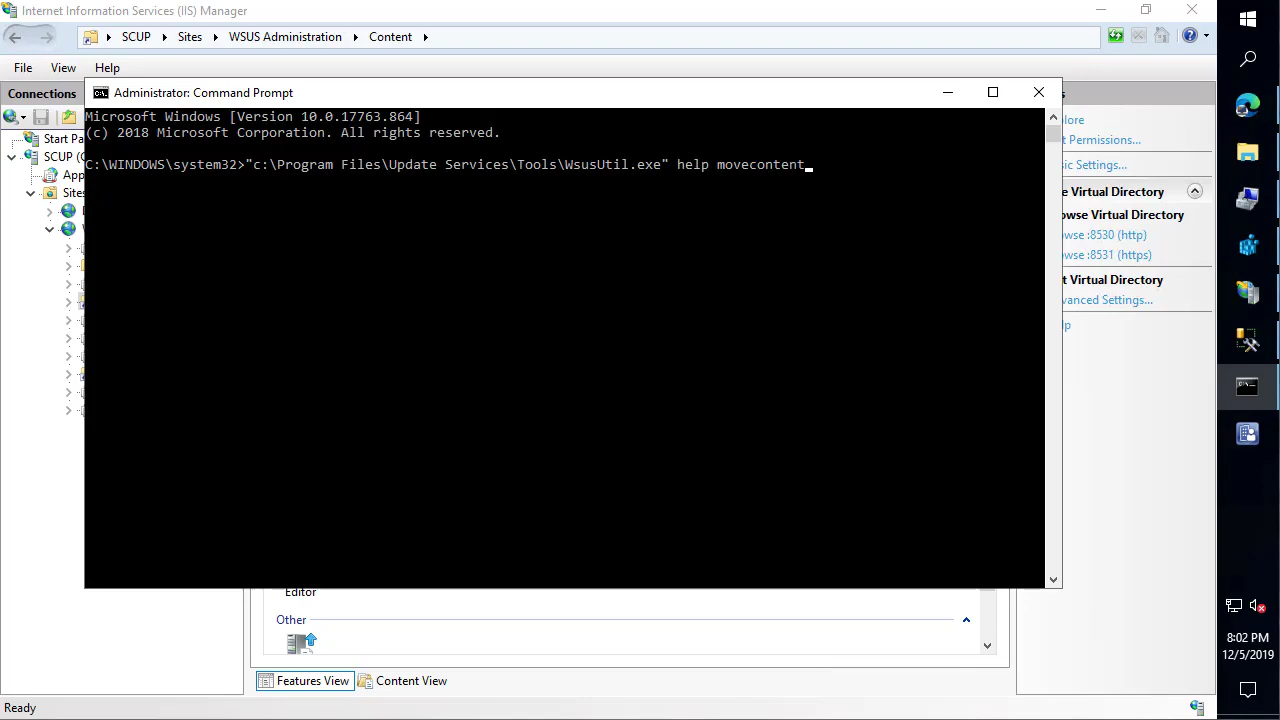 Internet Information Services (IIS) Manager
SCUP
Sites
WSUS Administration
Content
File
View
Help
Connections
Administrator: Command Prompt
Microsoft Windows [Version 10.0.17763.864]
(c) 2018 Microsoft Corporation. All rights reserved.
C:\WINDOWS\system32>"c:\Program Files\Update Services\Tools\WsusUtil.exe" help movecontent
Start Pa
SCUP (
App
Sites
s
lore
t Permissions...
sic Settings...
e Virtual Directory
owse Virtual Directory
owse :8530 (http)
owse :8531 (https)
t Virtual Directory
vanced Settings...
lp
Editor
Other
Features View
Content View
Ready
8:02 PM
12/5/2019